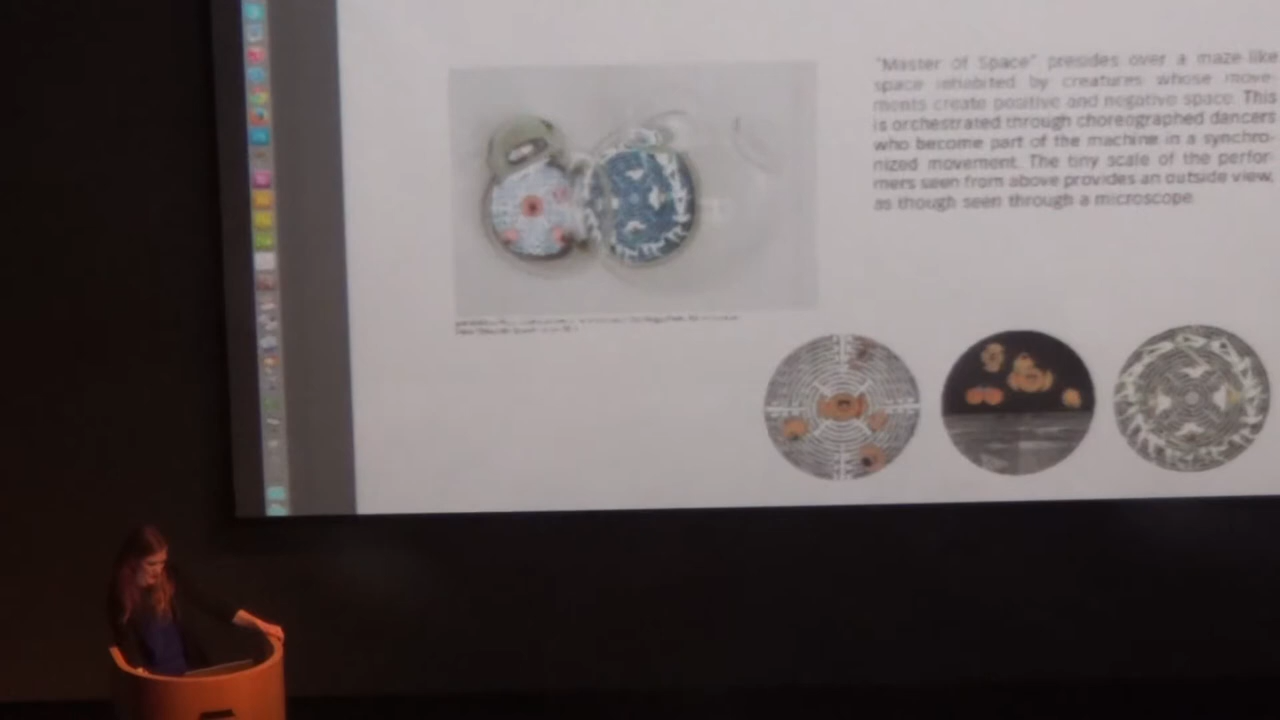 "Master of Space" presides over a maze-like
space inhabited by creatures whose move-
ments create positive and negative space. This
is orchestrated through choreographed dancers
who become part of the machine in a synchro-
nized movement. The tiny scale of the perfor-
mers seen from above provides an outside view,
as though seen through a microscope.